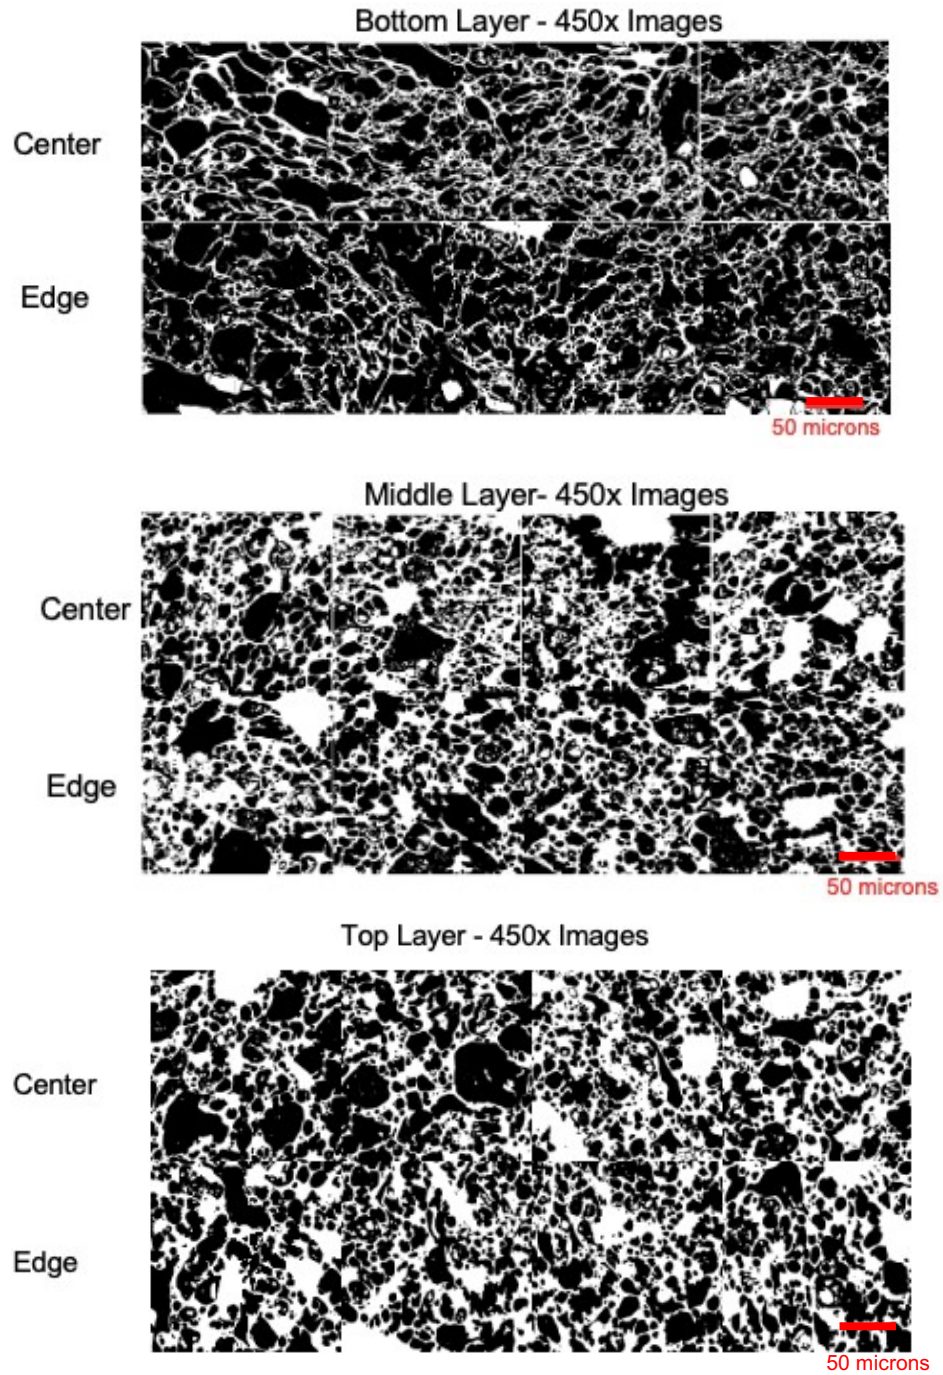 Bottom Layer - 450x Images
Center
Edge
50 microns
Middle Layer- 450x Images
Center
Edge
50 microns
Top Layer - 450x Images
Center
Edge
50 microns